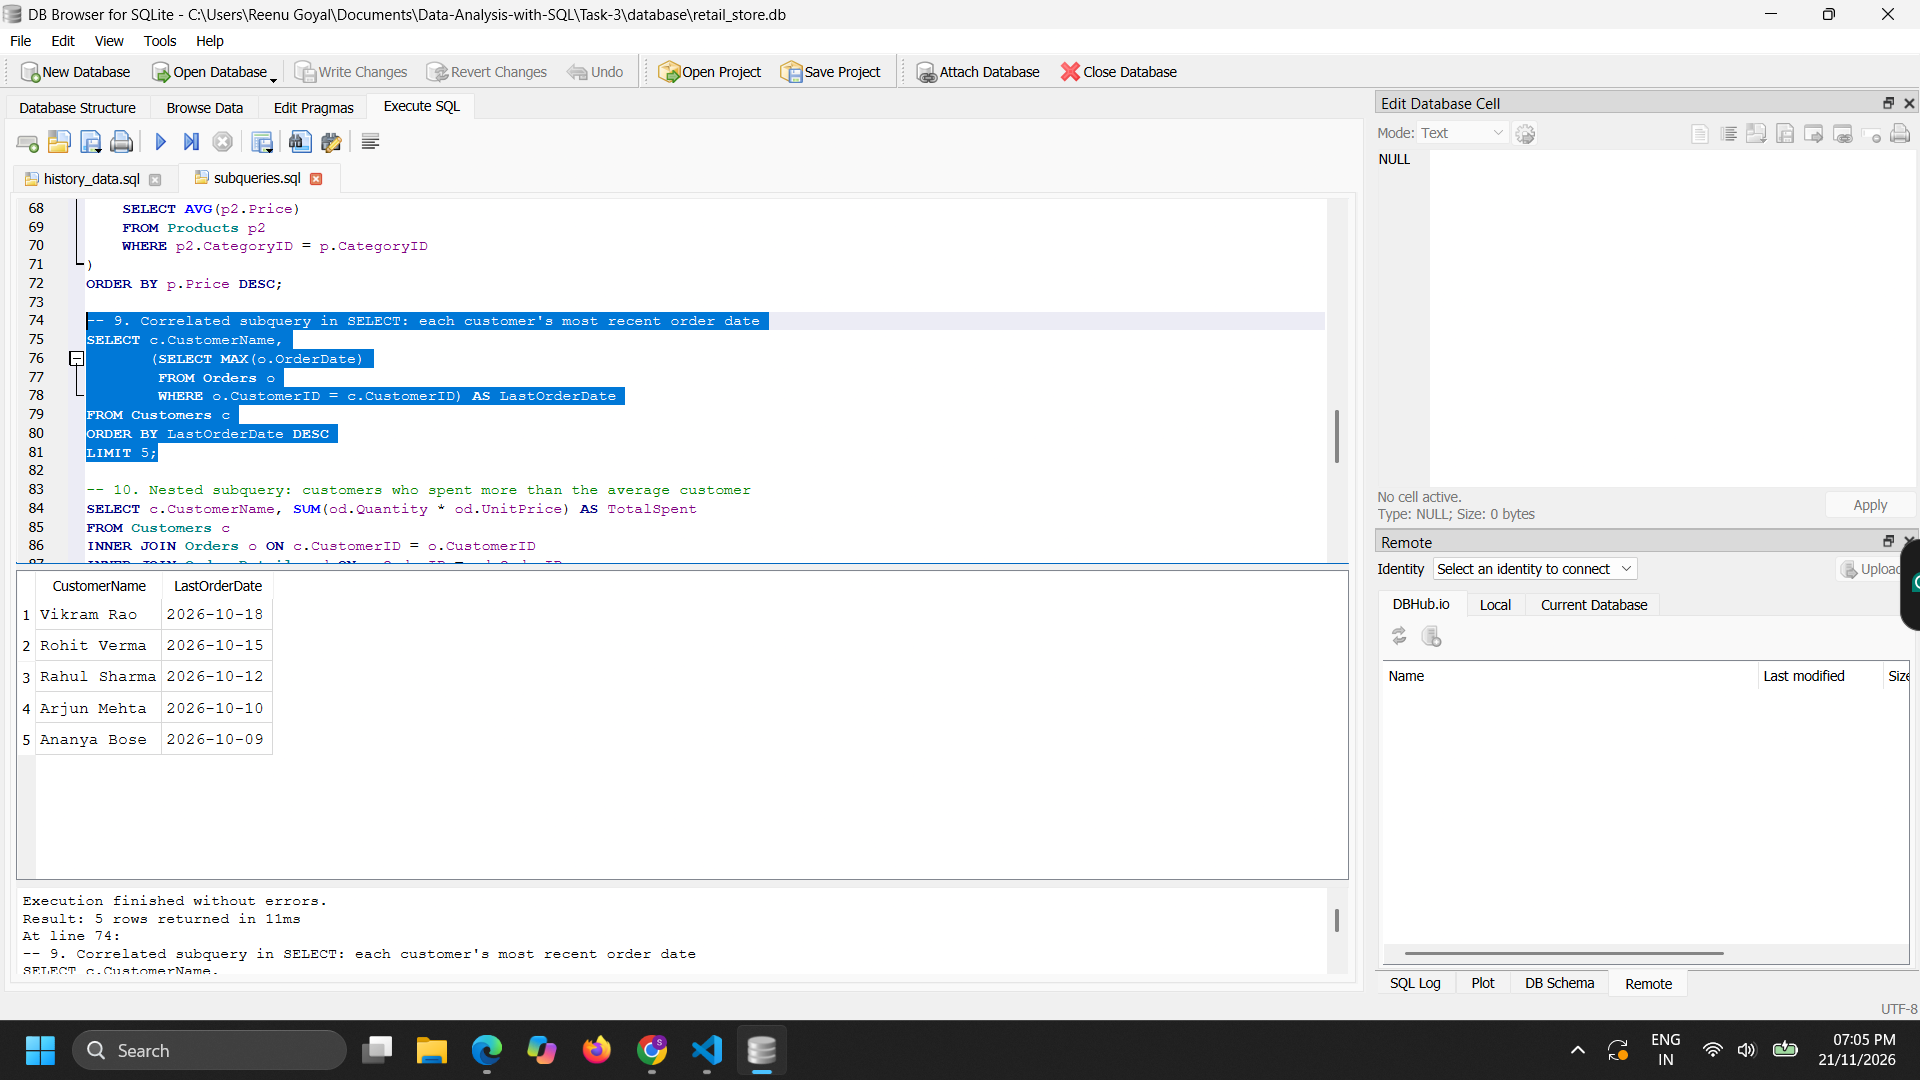 DB Browser for SQLite - C:\Users\Reenu Goyal\Documents\Data-Analysis-with-SQL\Task-3\database\retail_store.db
File Edit View Tools Help
New Database Open Database Write Changes Revert Changes Undo Open Project Save Project Attach Database Close Database
Database Structure Browse Data Edit Pragmas Execute SQL
history_data.sql subqueries.sql
68 SELECT AVG(p2.Price)
69 FROM Products p2
70 WHERE p2.CategoryID = p.CategoryID
71 )
72 ORDER BY p.Price DESC;
73
74 -- 9. Correlated subquery in SELECT: each customer's most recent order date
75 SELECT c.CustomerName,
76 (SELECT MAX(o.OrderDate)
77 FROM Orders o
78 WHERE o.CustomerID = c.CustomerID) AS LastOrderDate
79 FROM Customers c
80 ORDER BY LastOrderDate DESC
81 LIMIT 5;
82
83 -- 10. Nested subquery: customers who spent more than the average customer
84 SELECT c.CustomerName, SUM(od.Quantity * od.UnitPrice) AS TotalSpent
85 FROM Customers c
86 INNER JOIN Orders o ON c.CustomerID = o.CustomerID
CustomerName LastOrderDate
1 Vikram Rao 2026-10-18
2 Rohit Verma 2026-10-15
3 Rahul Sharma 2026-10-12
4 Arjun Mehta 2026-10-10
5 Ananya Bose 2026-10-09
Execution finished without errors.
Result: 5 rows returned in 11ms
At line 74:
-- 9. Correlated subquery in SELECT: each customer's most recent order date
SELECT c.CustomerName,
Edit Database Cell
Mode: Text
NULL
No cell active.
Type: NULL; Size: 0 bytes
Apply
Remote
Identity Select an identity to connect Upload
DBHub.io Local Current Database
Name Last modified Size
SQL Log Plot DB Schema Remote
UTF-8
Search
ENG
IN
07:05 PM
21/11/2026